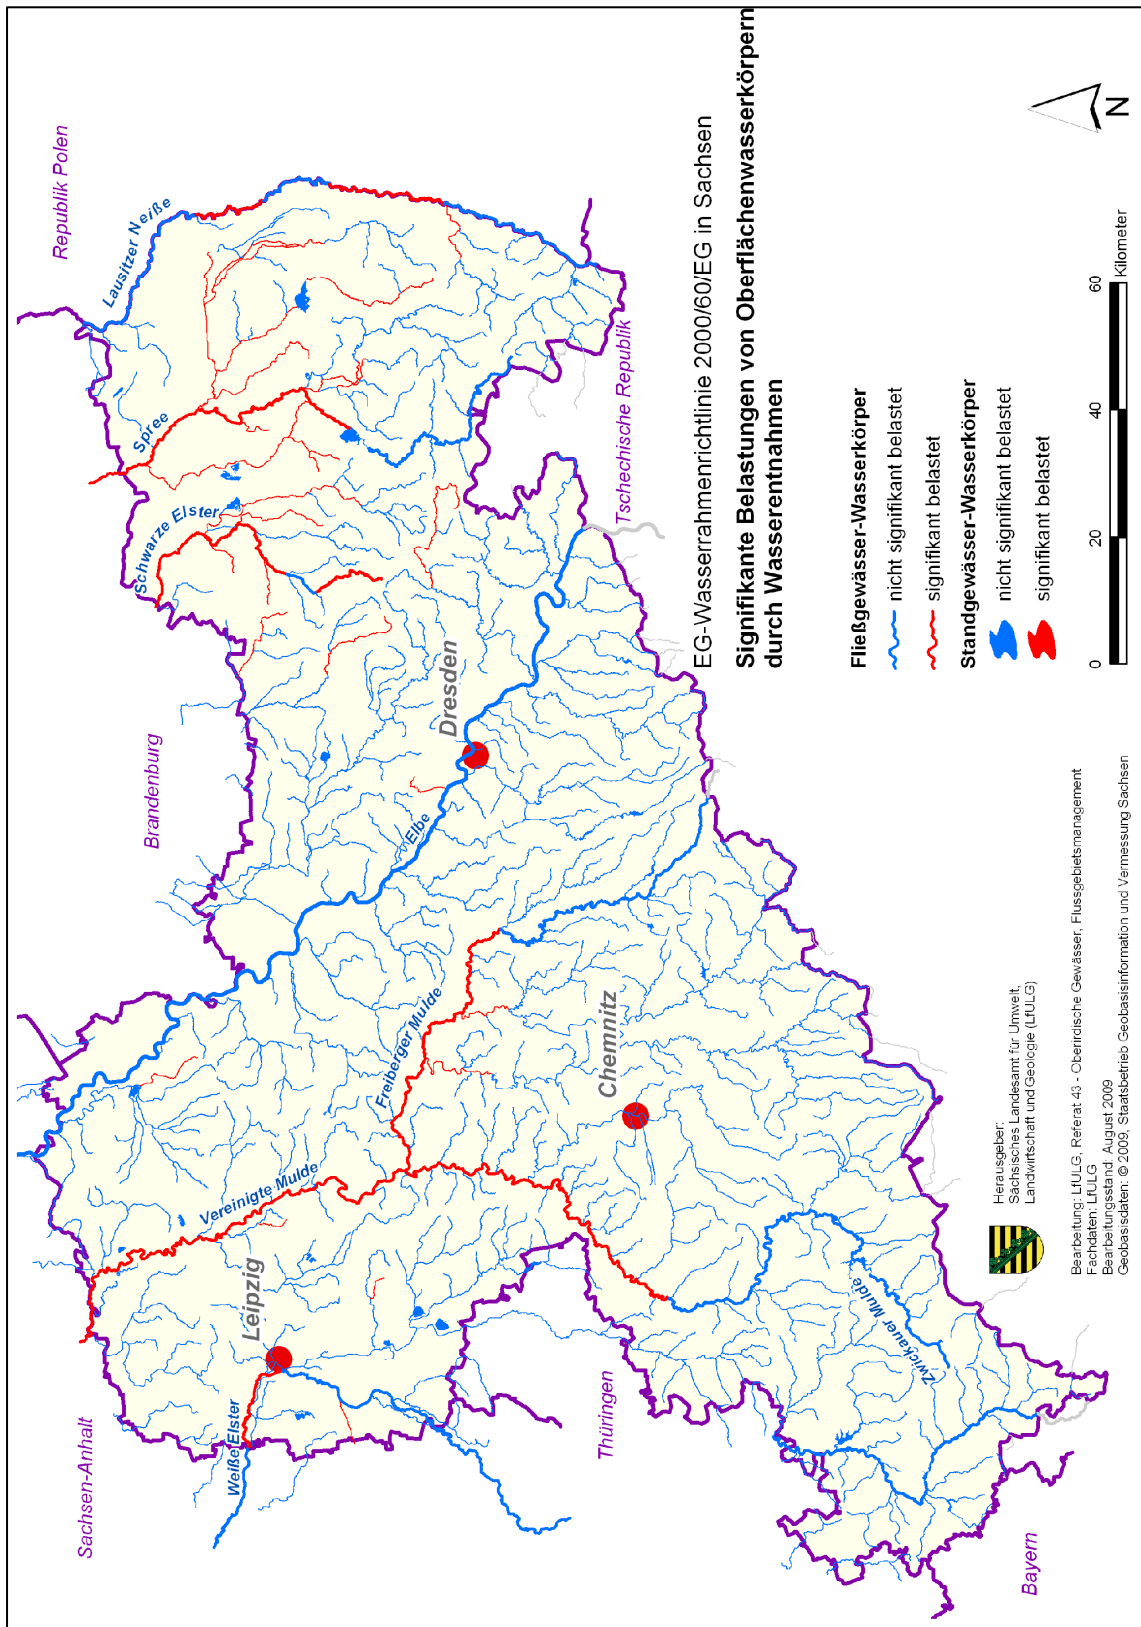 EG-Wasserrahmenrichtlinie 2000/60/EG in Sachsen
Signifikante Belastungen von Oberflächenwasserkörpern
durch Wasserentnahmen
Fließgewässer-Wasserkörper
nicht signifikant belastet
signifikant belastet
Standgewässer-Wasserkörper
nicht signifikant belastet
signifikant belastet
0
20
40
60
Kilometer
N
Sachsen-Anhalt
Brandenburg
Republik Polen
Tschechische Republik
Thüringen
Bayern
Weiße Elster
Leipzig
Vereinigte Mulde
Freiberger Mulde
Elbe
Dresden
Schwarze Elster
Spree
Lausitzer Neiße
Chemnitz
Zwickauer Mulde
Herausgeber:
Sächsisches Landesamt für Umwelt,
Landwirtschaft und Geologie (LfULG)
Bearbeitung: LfULG, Referat 43 - Oberirdische Gewässer, Flussgebietsmanagement
Fachdaten: LfULG
Bearbeitungsstand: August 2009
Geobasisdaten: © 2009, Staatsbetrieb Geobasisinformation und Vermessung Sachsen